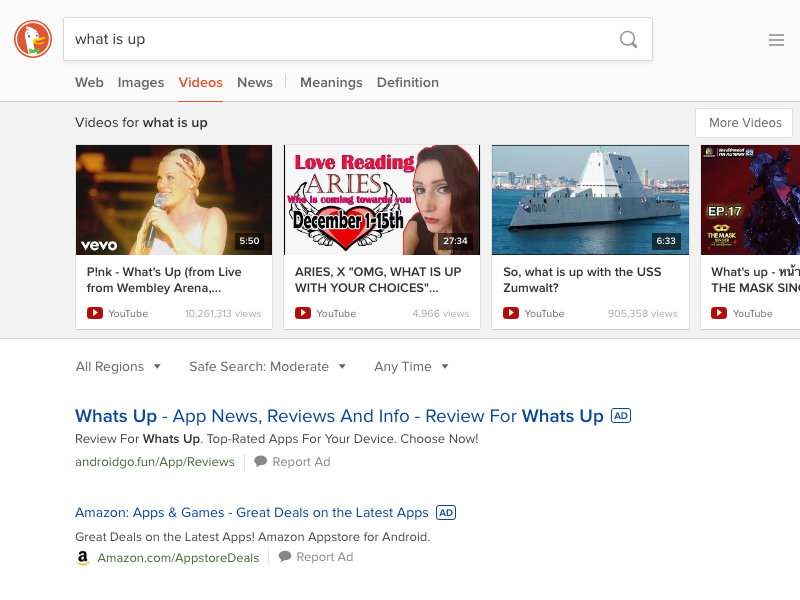 what is up
Web Images Videos News Meanings Definition
Videos for what is up
More Videos
vevo
5:50
P!nk - What's Up (from Live
from Wembley Arena,...
YouTube 10,261,313 views
Love Reading
ARIES
Who is coming towards you
December 1-15th
27:34
ARIES, X "OMG, WHAT IS UP
WITH YOUR CHOICES"...
YouTube 4,966 views
6:33
So, what is up with the USS
Zumwalt?
YouTube 905,358 views
EP.17
THE MASK
What's up - หน้า
THE MASK SIN
YouTube
All Regions Safe Search: Moderate Any Time
Whats Up - App News, Reviews And Info - Review For Whats Up AD
Review For Whats Up. Top-Rated Apps For Your Device. Choose Now!
androidgo.fun/App/Reviews Report Ad
Amazon: Apps & Games - Great Deals on the Latest Apps AD
Great Deals on the Latest Apps! Amazon Appstore for Android.
a Amazon.com/AppstoreDeals Report Ad